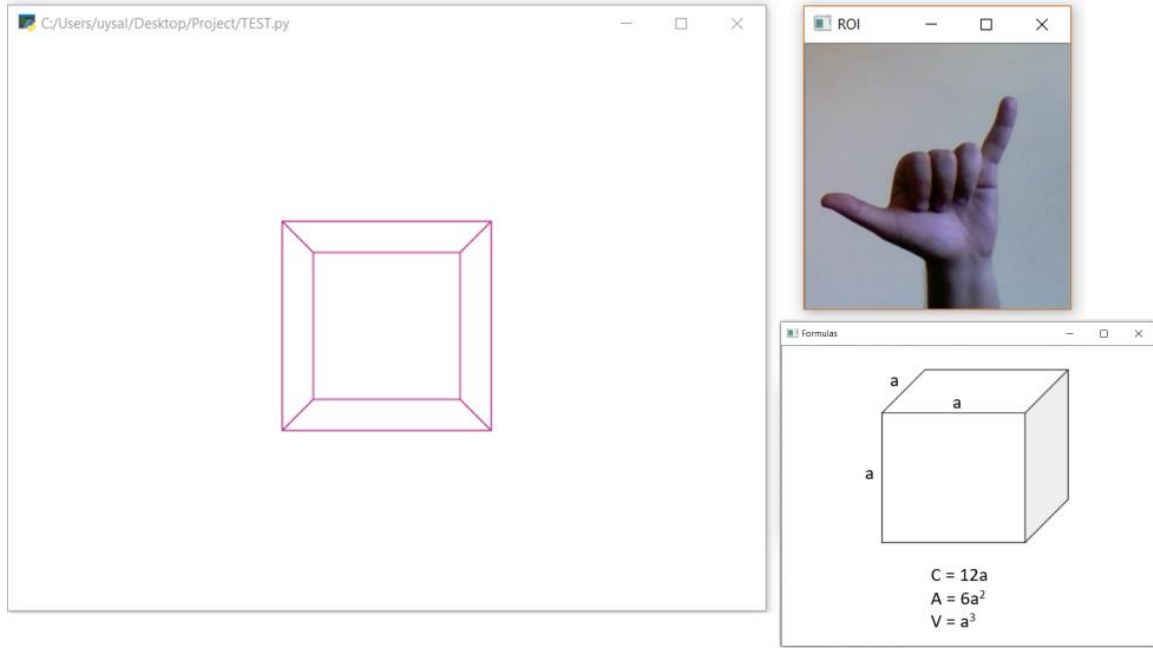 C:/Users/uysal/Desktop/Project/TEST.py
ROI
Formulas
a
a
a
C = 12a
A = 6a²
V = a³